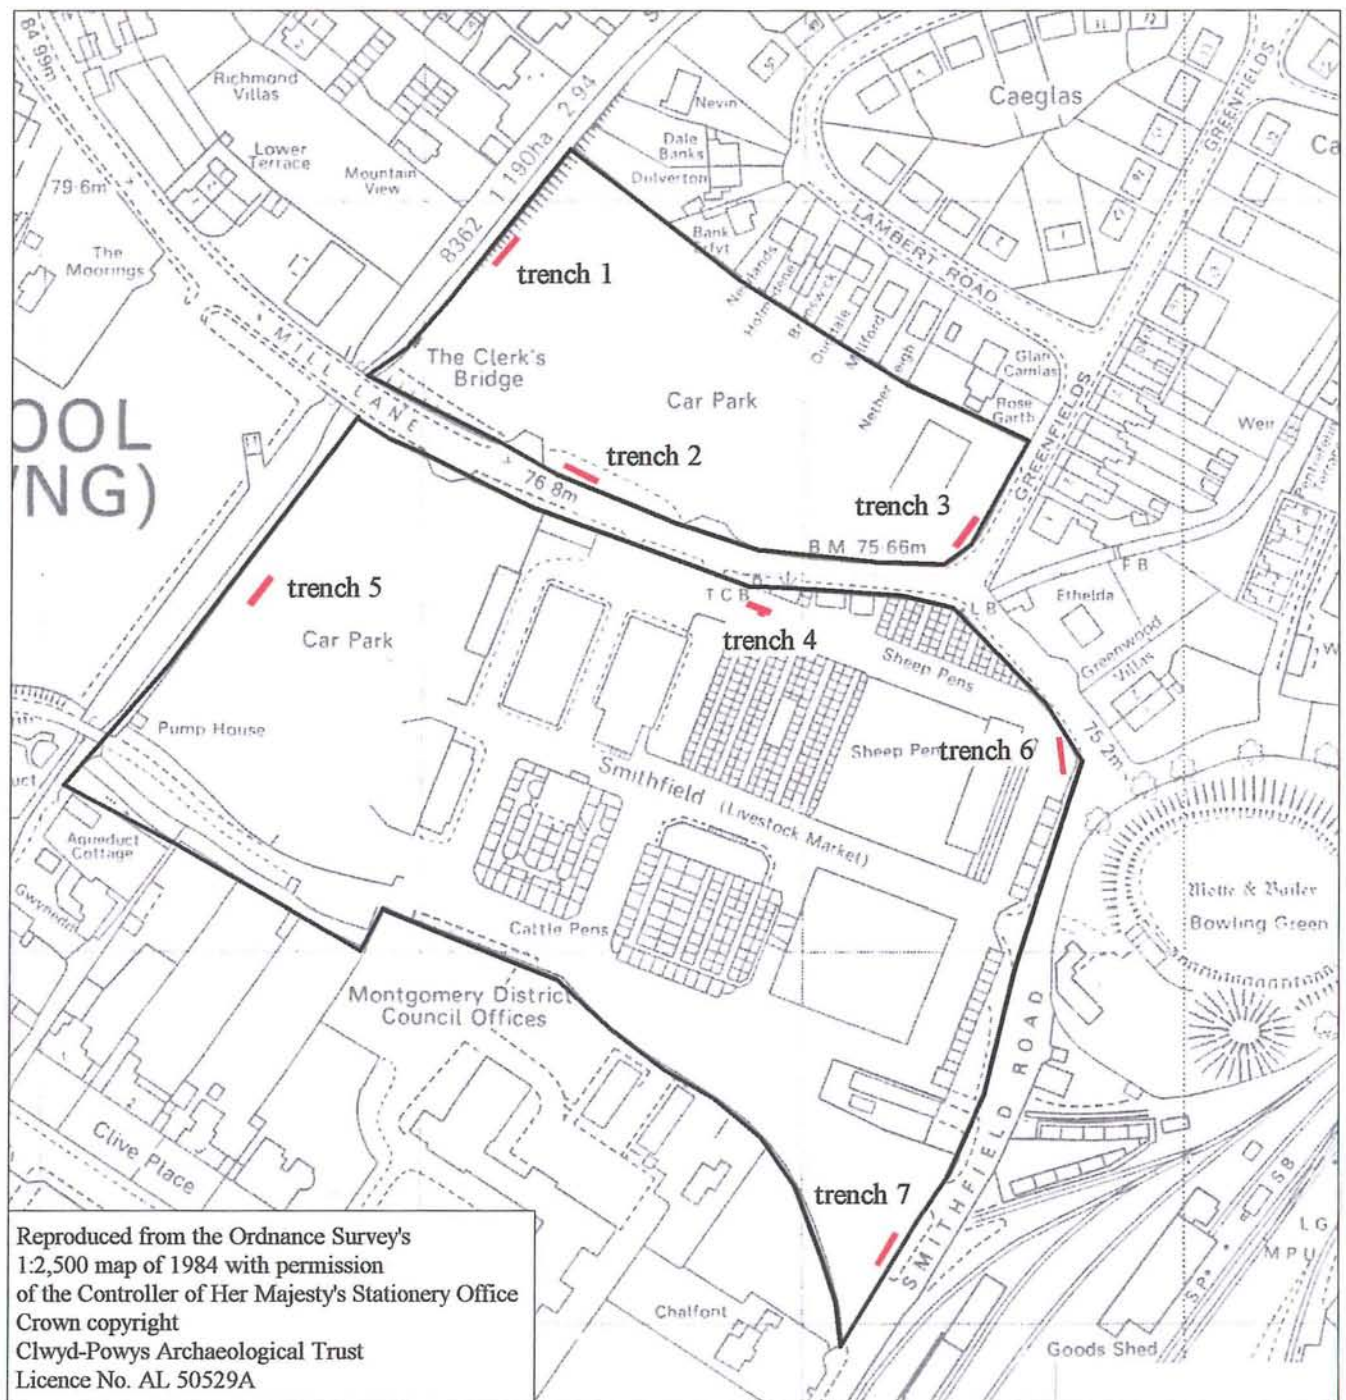 84·99m
Richmond
Villas
2·94
1·190ha
8362
Nevin
Caeglas
GREENFIELDS
Lower
Terrace
Mountain
View
Dale
Banks
Dulverton
79·6m
The
Moorings
trench 1
Bank
LAMBERT ROAD
Newlands
Brunswick
Milford
Nether leigh
Glan
Camlas
Rose
Garth
MILL LANE
The Clerk's
Bridge
Car Park
GREENFIELDS
Weir
OOL
NG)
trench 2
76·8m
trench 3
B M 75·66m
F B
trench 5
T C B
L B
Ethelda
Car Park
trench 4
Greenwood
Villas
Sheep Pens
Pump House
Sheep Pens
trench 6
75·2m
Smithfield (Livestock Market)
Aqueduct
Cottage
Motte & Bailey
Bowling Green
Cattle Pens
Montgomery District
Council Offices
SMITHFIELD ROAD
Clive Place
trench 7
S B
L G
M P U
S P s
Chalfont
Goods Shed
Reproduced from the Ordnance Survey's
1:2,500 map of 1984 with permission
of the Controller of Her Majesty's Stationery Office
Crown copyright
Clwyd-Powys Archaeological Trust
Licence No. AL 50529A